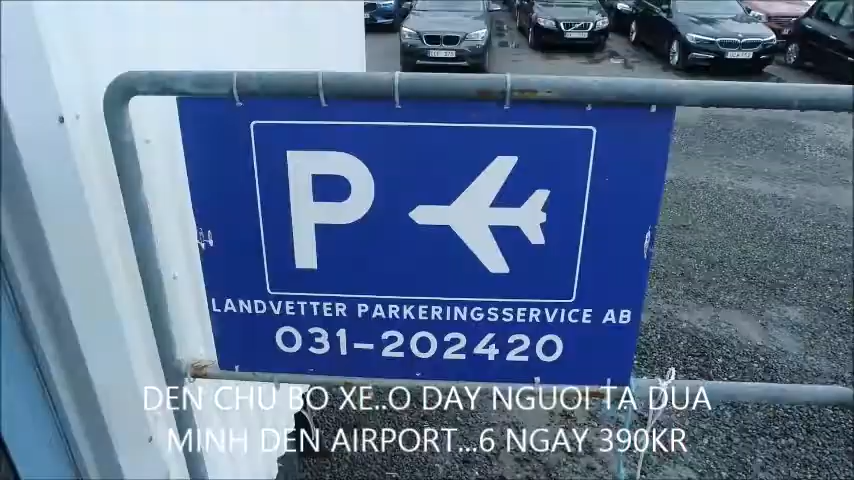 P
LANDVETTER PARKERINGSSERVICE AB
031-202420
DEN CHU BO XE..O DAY NGUOI TA DUA
MINH DEN AIRPORT...6 NGAY 390KR